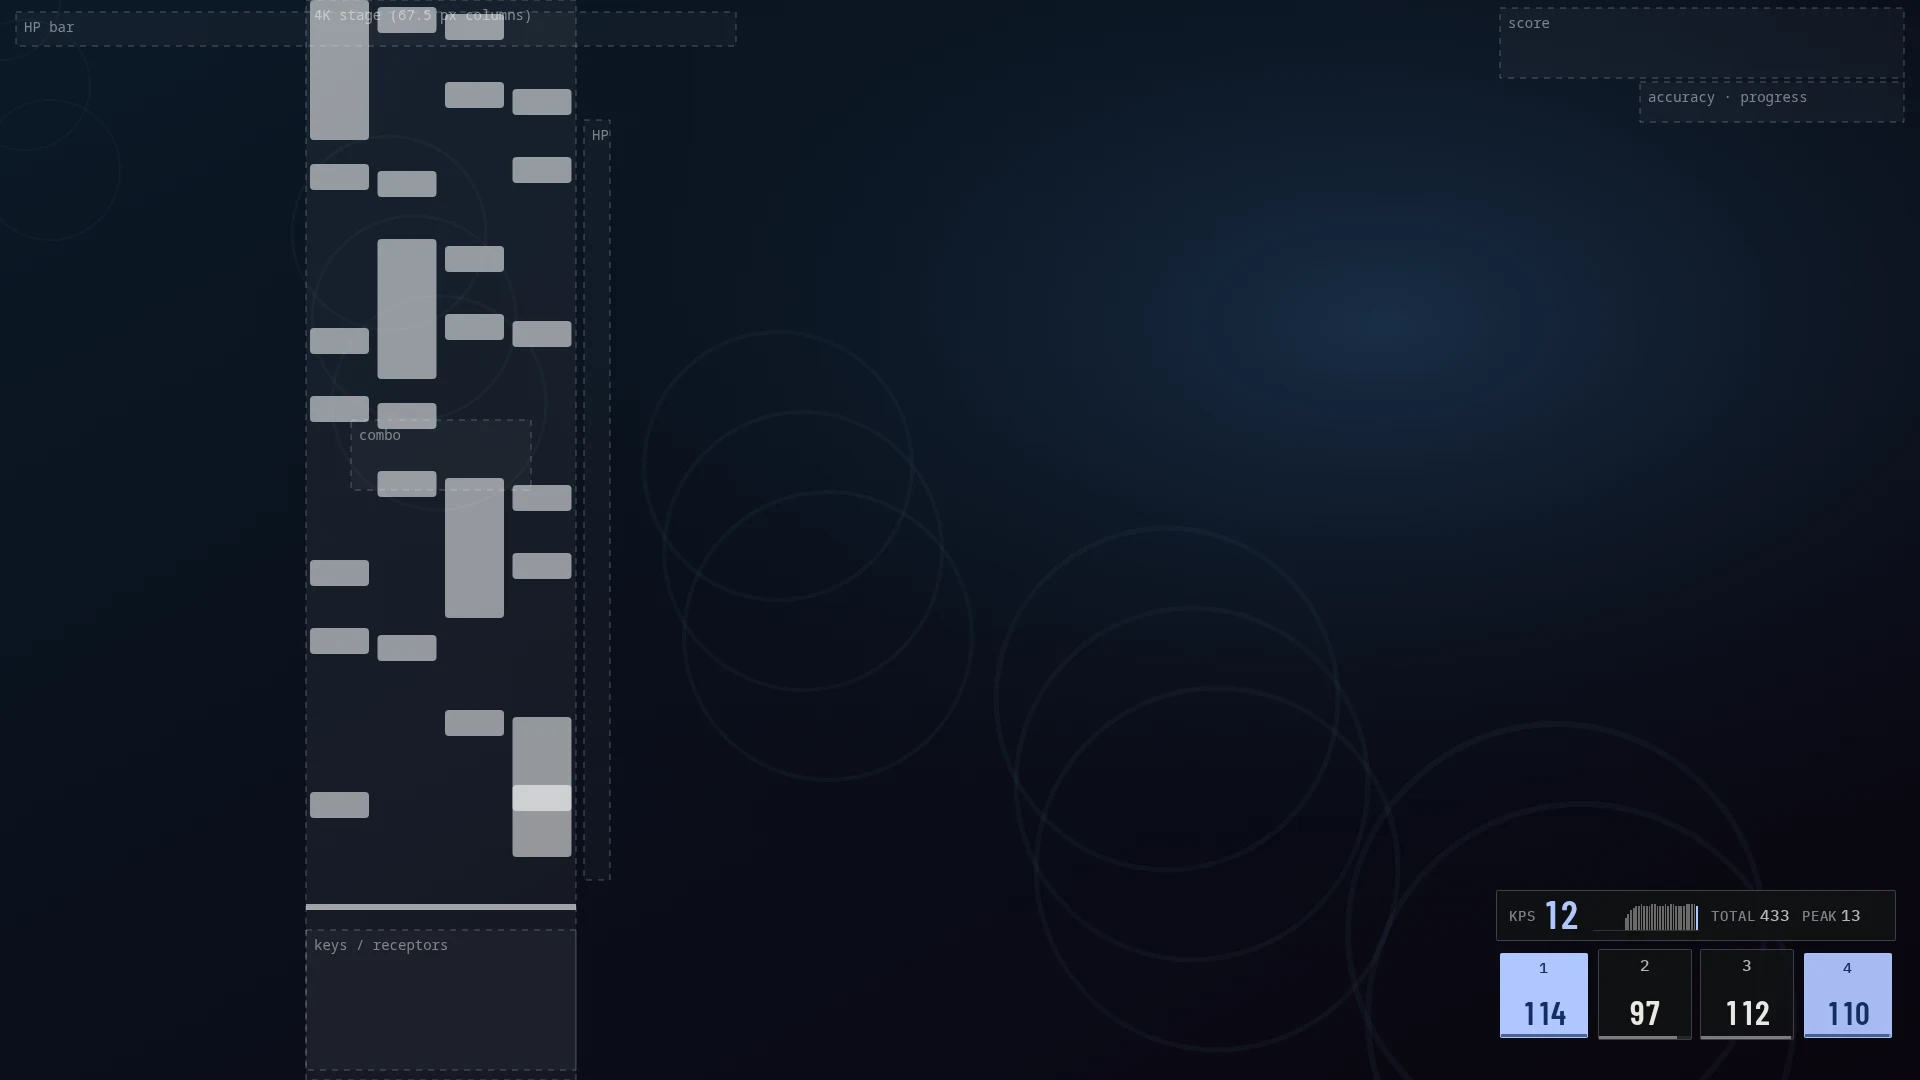 HP bar
4K stage (67.5 px columns)
score
accuracy · progress
HP
combo
keys / receptors
KPS 12 TOTAL 433 PEAK 13
1 2 3 4
114 97 112 110